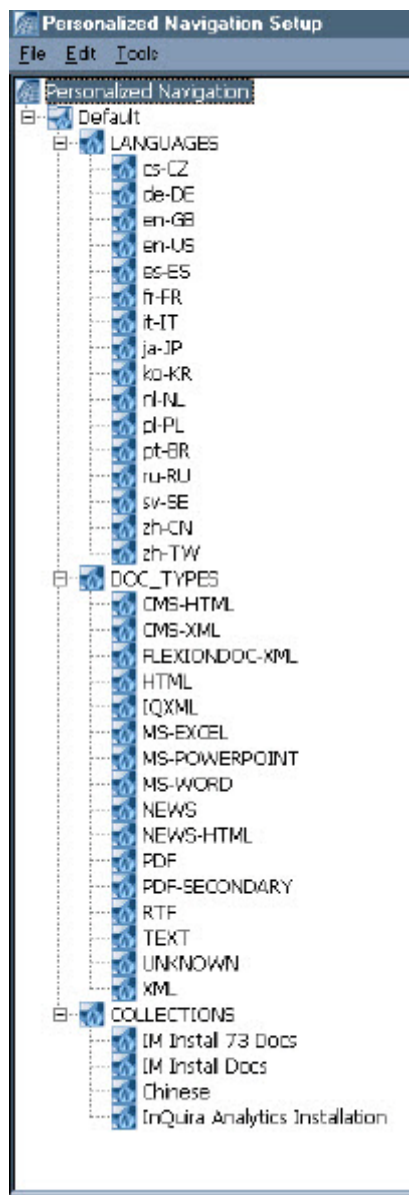 Personalized Navigation Setup
File Edit Tools
Personalized Navigation
Default
LANGUAGES
cs-CZ
de-DE
en-GB
en-US
es-ES
fr-FR
it-IT
ja-JP
ko-KR
nl-NL
pl-PL
pt-BR
ru-RU
sv-SE
zh-CN
zh-TW
DOC_TYPES
CMS-HTML
CMS-XML
FLEXIONDOC-XML
HTML
IQXML
MS-EXCEL
MS-POWERPOINT
MS-WORD
NEWS
NEWS-HTML
PDF
PDF-SECONDARY
RTF
TEXT
UNKNOWN
XML
COLLECTIONS
IM Install 73 Docs
IM Install Docs
Chinese
InQuira Analytics Installation